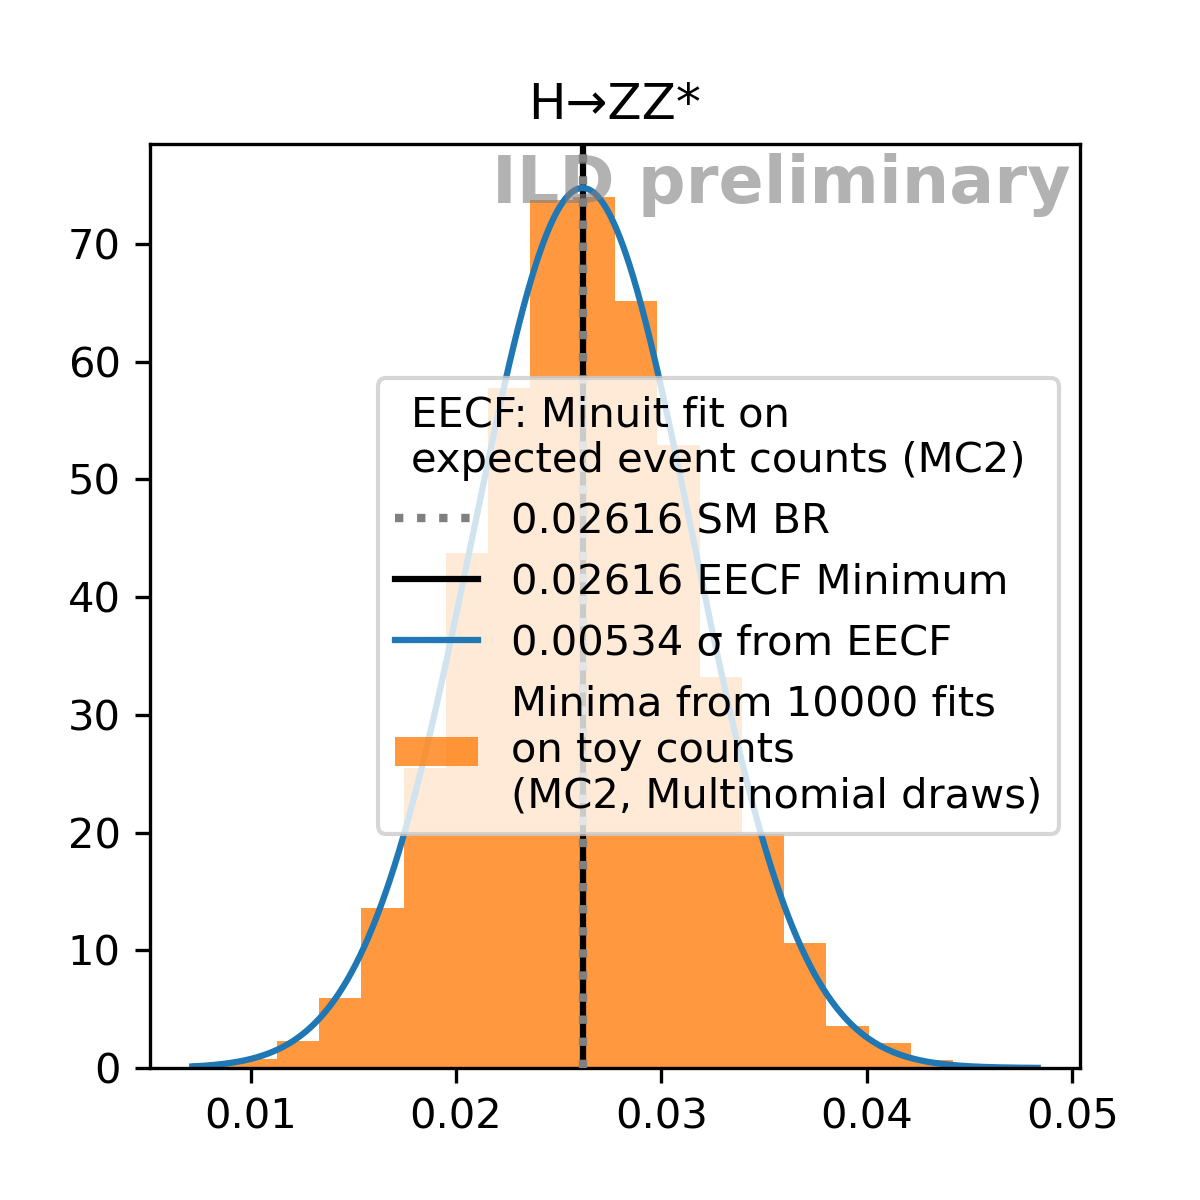 H→ZZ*
ILD preliminary
70
60
50
40
30
20
10
0
EECF: Minuit fit on
expected event counts (MC2)
0.02616 SM BR
0.02616 EECF Minimum
0.00534 σ from EECF
Minima from 10000 fits
on toy counts
(MC2, Multinomial draws)
0.01 0.02 0.03 0.04 0.05